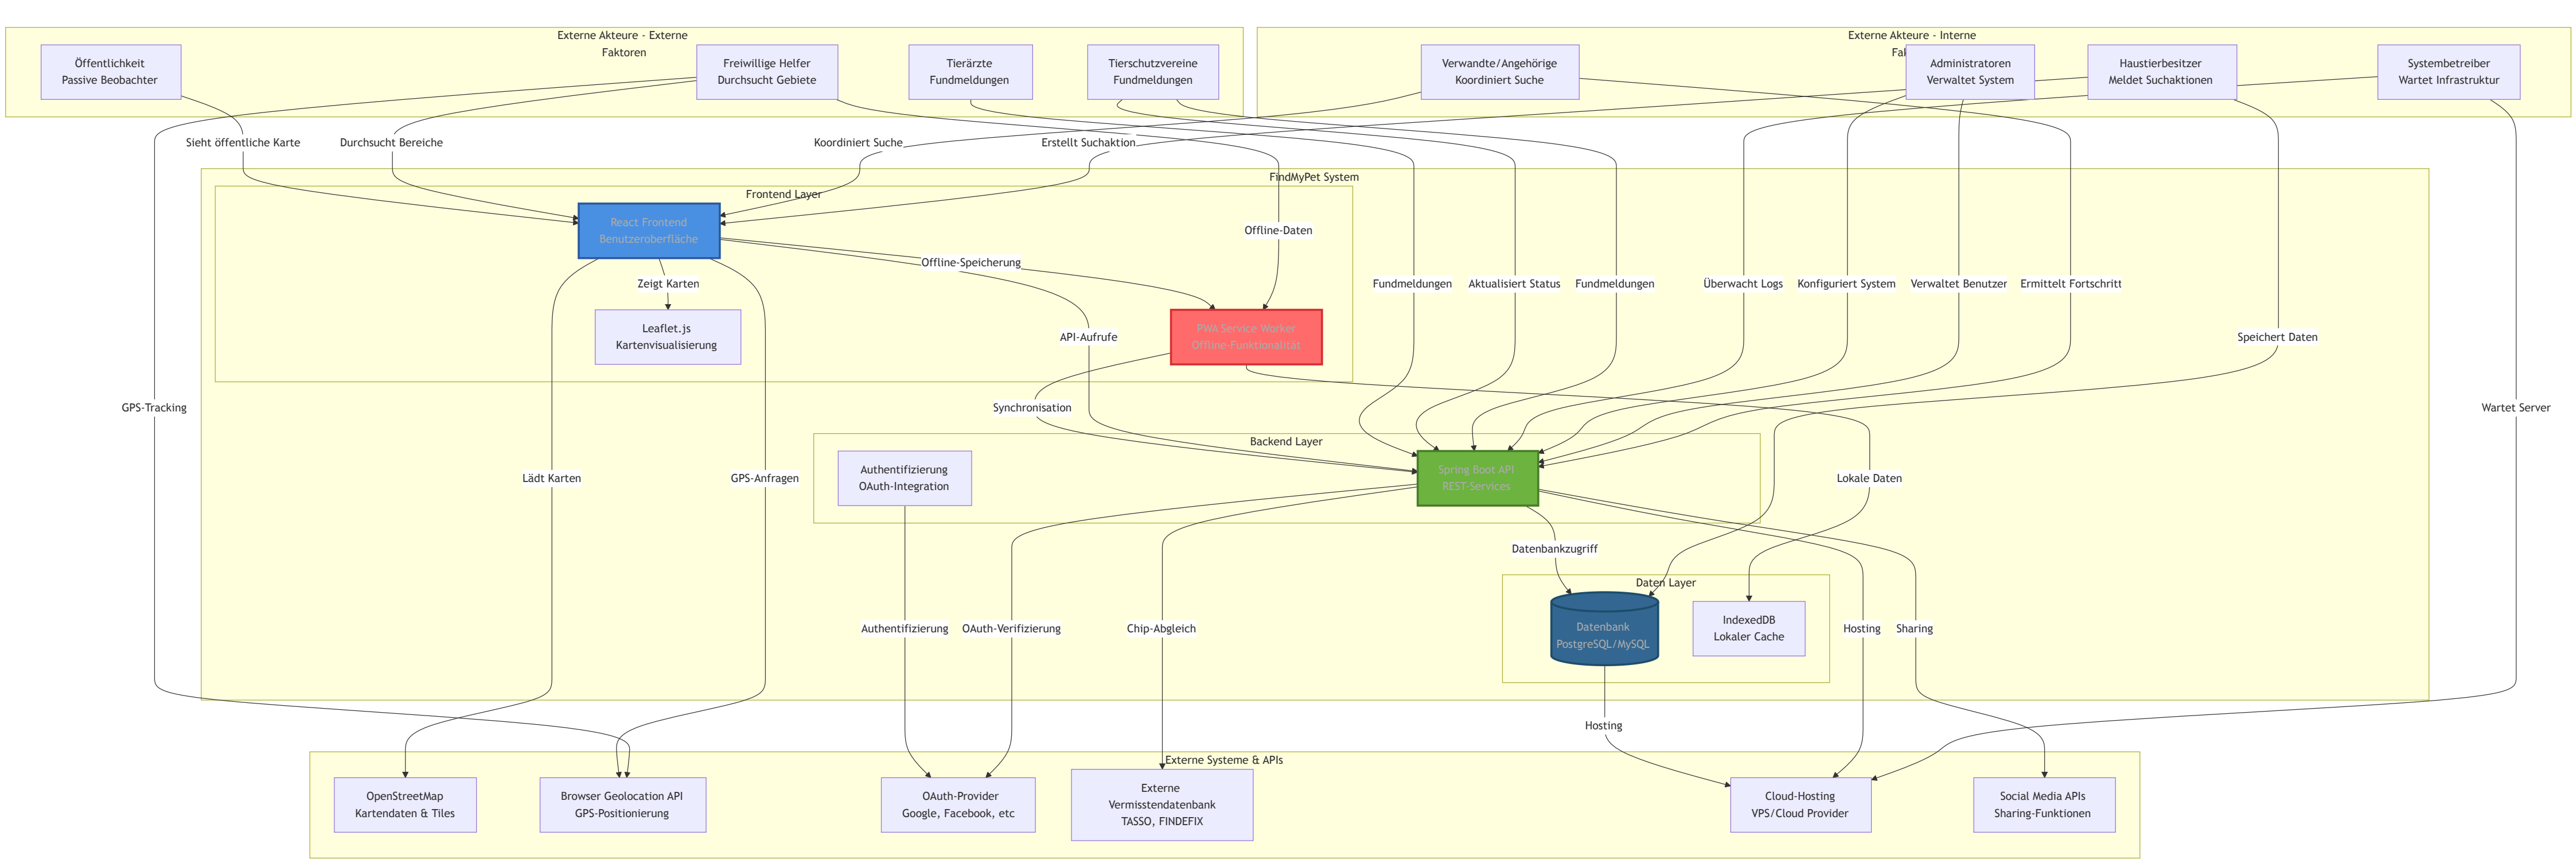 Externe Akteure - Externe
Faktoren
Externe Akteure - Interne
Öffentlichkeit
Passive Beobachter
Freiwillige Helfer
Durchsucht Gebiete
Tierärzte
Fundmeldungen
Tierschutzvereine
Fundmeldungen
Verwandte/Angehörige
Koordiniert Suche
Administratoren
Verwaltet System
Haustierbesitzer
Meldet Suchaktionen
Systembetreiber
Wartet Infrastruktur
Sieht öffentliche Karte
Durchsucht Bereiche
Koordiniert Suche
Erstellt Suchaktion
FindMyPet System
Frontend Layer
React Frontend
Benutzeroberfläche
Offline-Daten
Offline-Speicherung
Zeigt Karten
Fundmeldungen
Aktualisiert Status
Fundmeldungen
Überwacht Logs
Konfiguriert System
Verwaltet Benutzer
Ermittelt Fortschritt
Leaflet.js
Kartenvisualisierung
API-Aufrufe
PWA Service Worker
Offline-Funktionalität
Speichert Daten
GPS-Tracking
Synchronisation
Wartet Server
Backend Layer
Authentifizierung
OAuth-Integration
Spring Boot API
REST-Services
Lädt Karten
GPS-Anfragen
Lokale Daten
Datenbankzugriff
Daten Layer
Datenbank
PostgreSQL/MySQL
IndexedDB
Lokaler Cache
Authentifizierung
OAuth-Verifizierung
Chip-Abgleich
Hosting
Sharing
Hosting
Externe Systeme & APIs
OpenStreetMap
Kartendaten & Tiles
Browser Geolocation API
GPS-Positionierung
OAuth-Provider
Google, Facebook, etc
Externe
Vermisstendatenbank
TASSO, FINDEFIX
Cloud-Hosting
VPS/Cloud Provider
Social Media APIs
Sharing-Funktionen